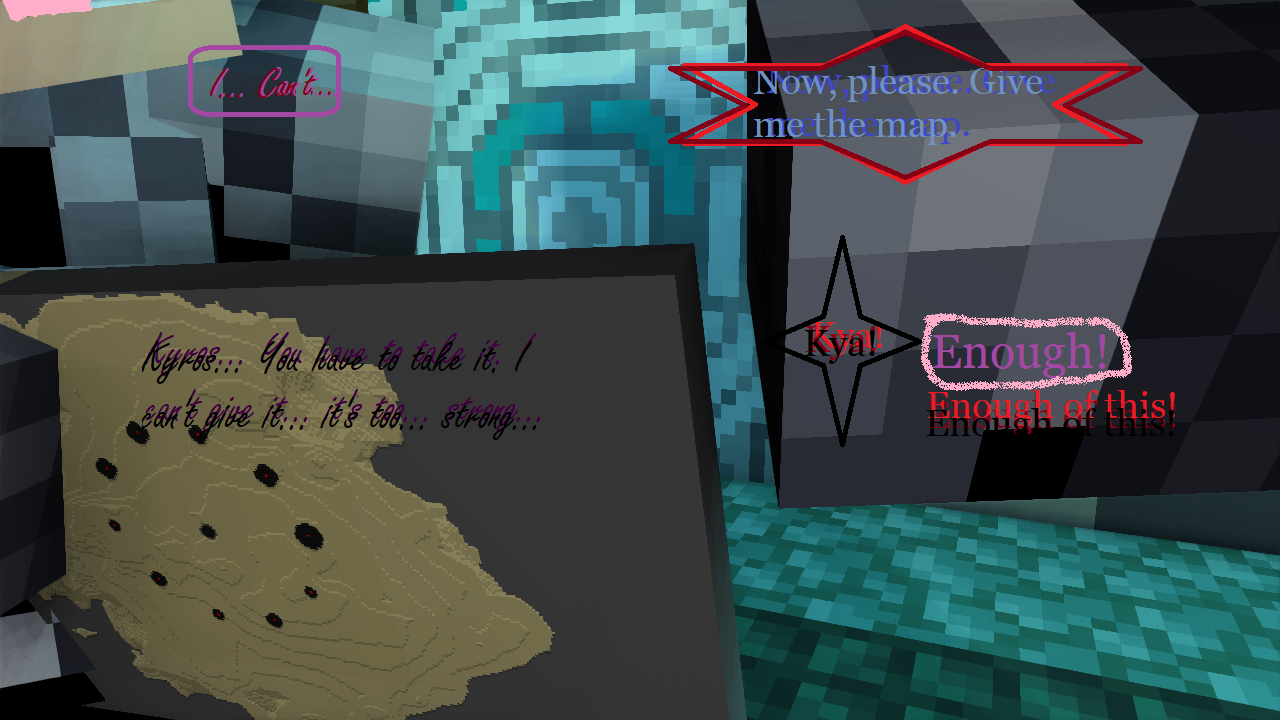 I... Can't...
Now, please. Give
me the map.
Kyros... You have to take it. I
can't give it... it's too... strong...
Kya!
Enough!
Enough of this!